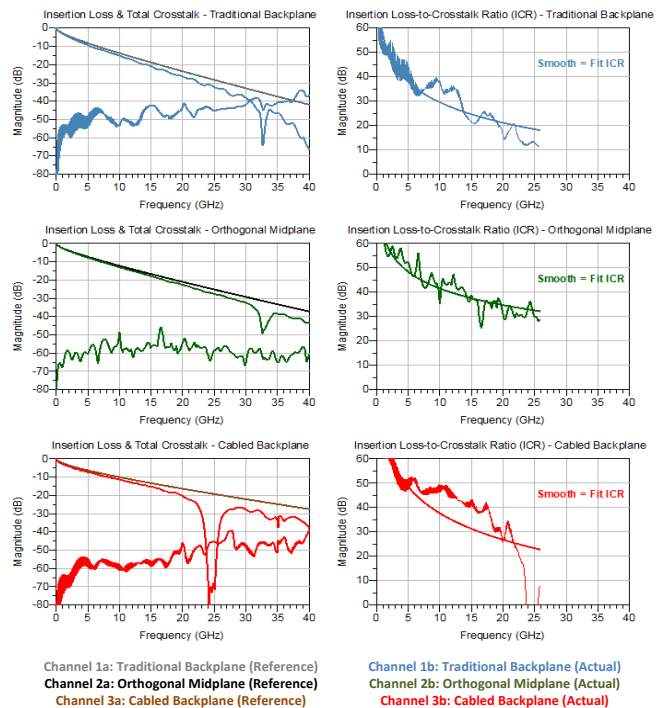 Insertion Loss & Total Crosstalk - Traditional Backplane
Magnitude (dB)
0
-10
-20
-30
-40
-50
-60
-70
-80
0 5 10 15 20 25 30 35 40
Frequency (GHz)
Insertion Loss-to-Crosstalk Ratio (ICR) - Traditional Backplane
Magnitude (dB)
60
50
40
30
20
10
0
Smooth = Fit ICR
0 5 10 15 20 25 30 35 40
Frequency (GHz)
Insertion Loss & Total Crosstalk - Orthogonal Midplane
Magnitude (dB)
0
-10
-20
-30
-40
-50
-60
-70
-80
0 5 10 15 20 25 30 35 40
Frequency (GHz)
Insertion Loss-to-Crosstalk Ratio (ICR) - Orthogonal Midplane
Magnitude (dB)
60
50
40
30
20
10
0
Smooth = Fit ICR
0 5 10 15 20 25 30 35 40
Frequency (GHz)
Insertion Loss & Total Crosstalk - Cabled Backplane
Magnitude (dB)
0
-10
-20
-30
-40
-50
-60
-70
-80
0 5 10 15 20 25 30 35 40
Frequency (GHz)
Insertion Loss-to-Crosstalk Ratio (ICR) - Cabled Backplane
Magnitude (dB)
60
50
40
30
20
10
0
Smooth = Fit ICR
0 5 10 15 20 25 30 35 40
Frequency (GHz)
Channel 1a: Traditional Backplane (Reference)
Channel 2a: Orthogonal Midplane (Reference)
Channel 3a: Cabled Backplane (Reference)
Channel 1b: Traditional Backplane (Actual)
Channel 2b: Orthogonal Midplane (Actual)
Channel 3b: Cabled Backplane (Actual)